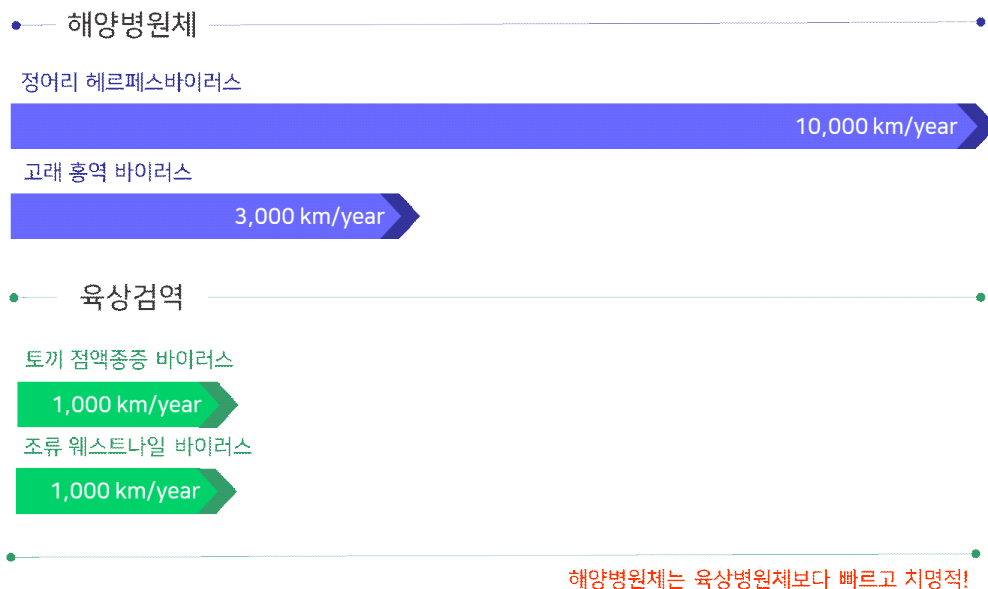 해양병원체
정어리 헤르페스바이러스
10,000 km/year
고래 홍역 바이러스
3,000 km/year
육상검역
토끼 점액종증 바이러스
1,000 km/year
조류 웨스트나일 바이러스
1,000 km/year
해양병원체는 육상병원체보다 빠르고 치명적!